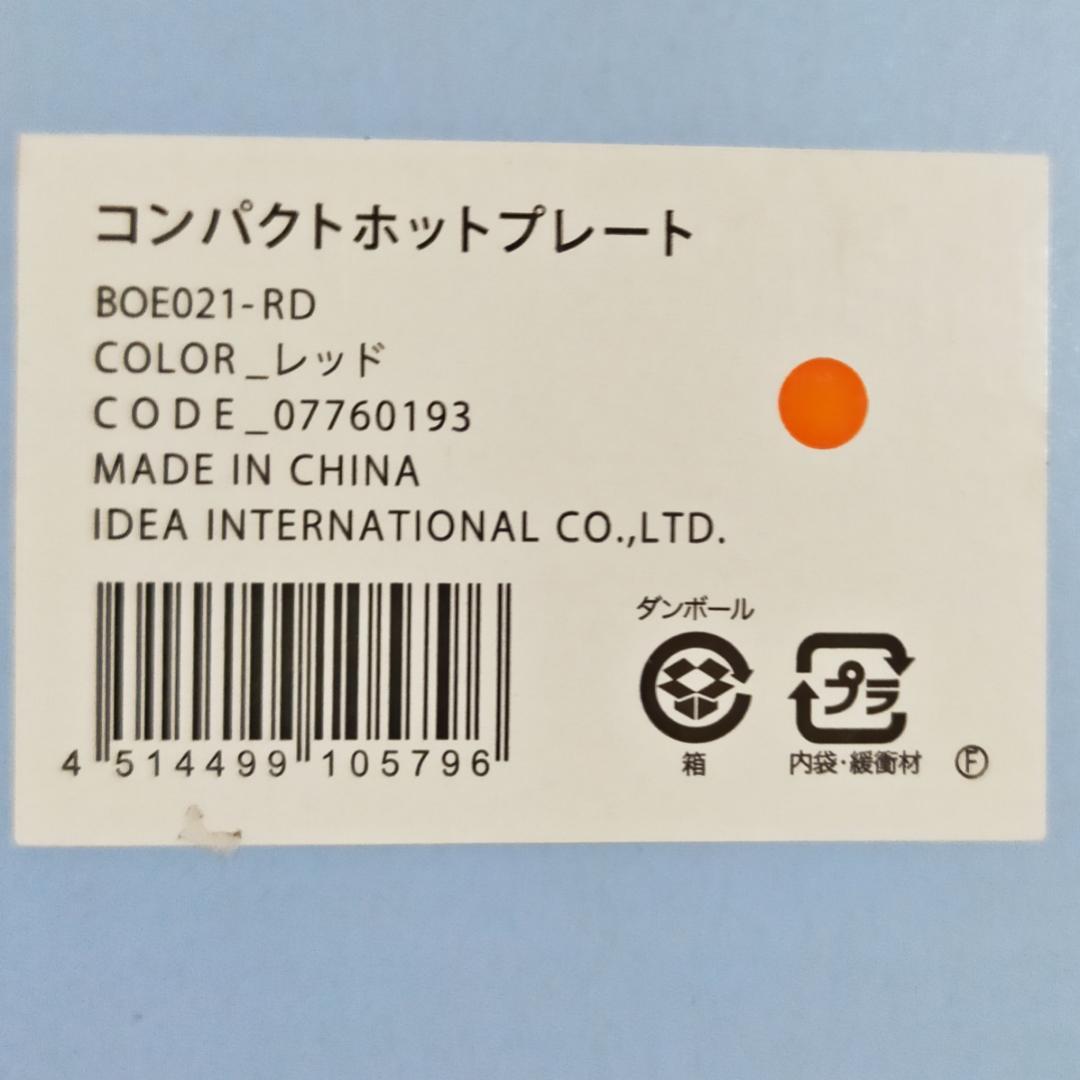 コンパクトホットプレート
BOE021-RD
COLOR_レッド
CODE_07760193
MADE IN CHINA
IDEA INTERNATIONAL CO.,LTD.
4 514499 105796
ダンボール
箱
プラ
内袋・緩衝材
Ⓕ